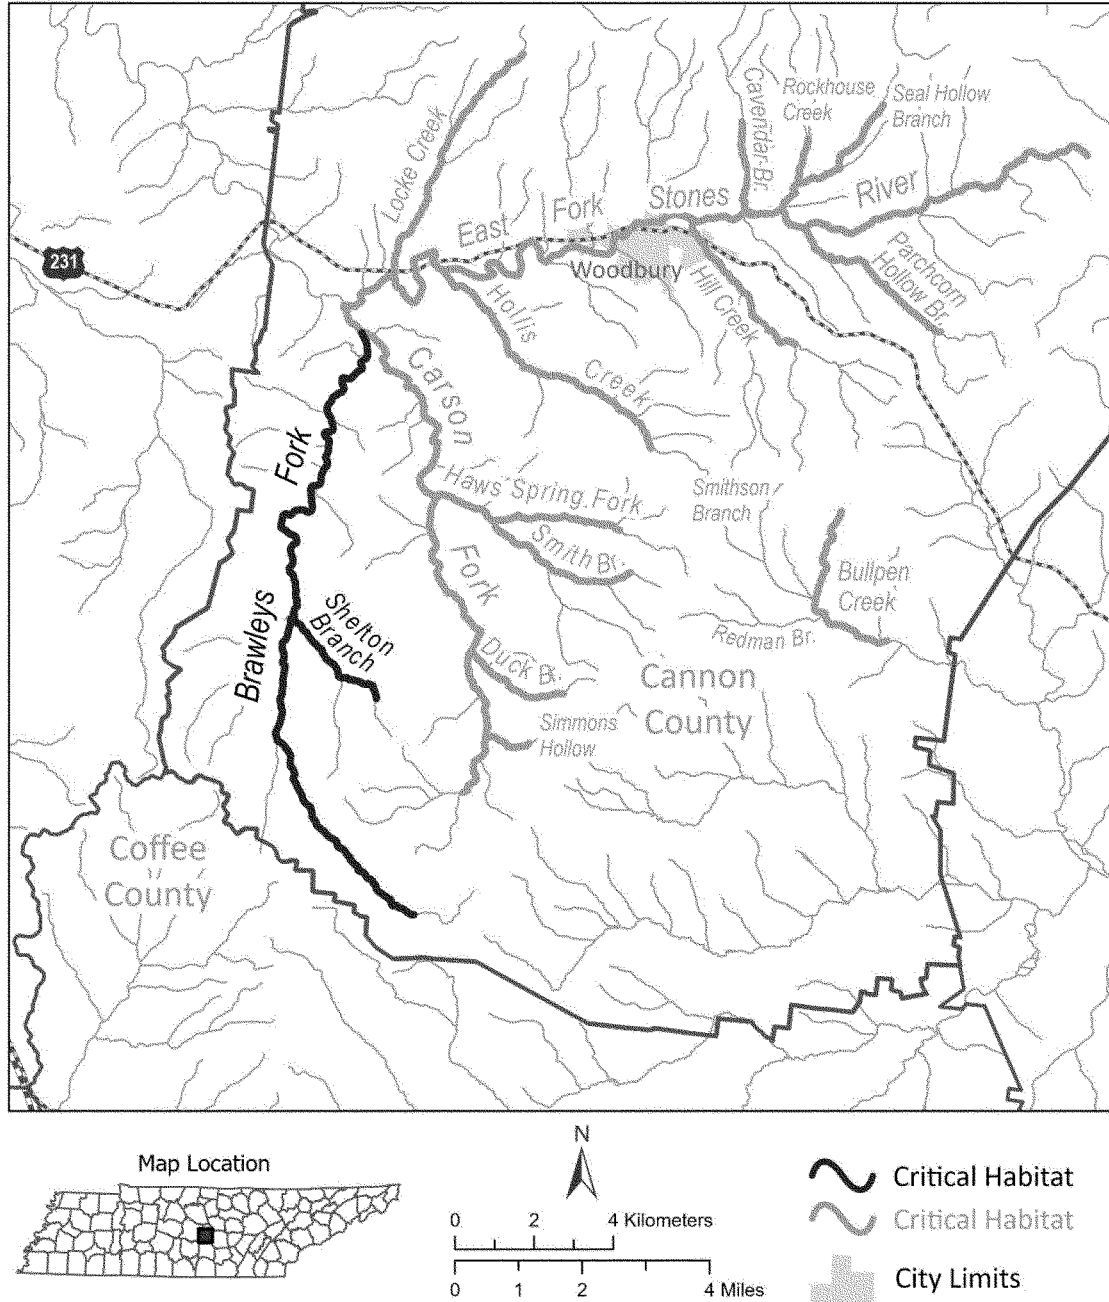 Locke Creek
Cavender Br.
Rockhouse
Creek
Seal Hollow
Branch
East Fork Stones River
231
Woodbury
Hollis Creek
Hill Creek
Parchcorn
Hollow Br.
Carson Fork
Brawleys Fork
Haws Spring Fork
Smith Br.
Smithson
Branch
Bullpen
Creek
Redman Br.
Shelton
Branch
Duck Br.
Cannon
County
Simmons
Hollow
Coffee
County
Map Location
N
0 2 4 Kilometers
0 1 2 4 Miles
Critical Habitat
Critical Habitat
City Limits